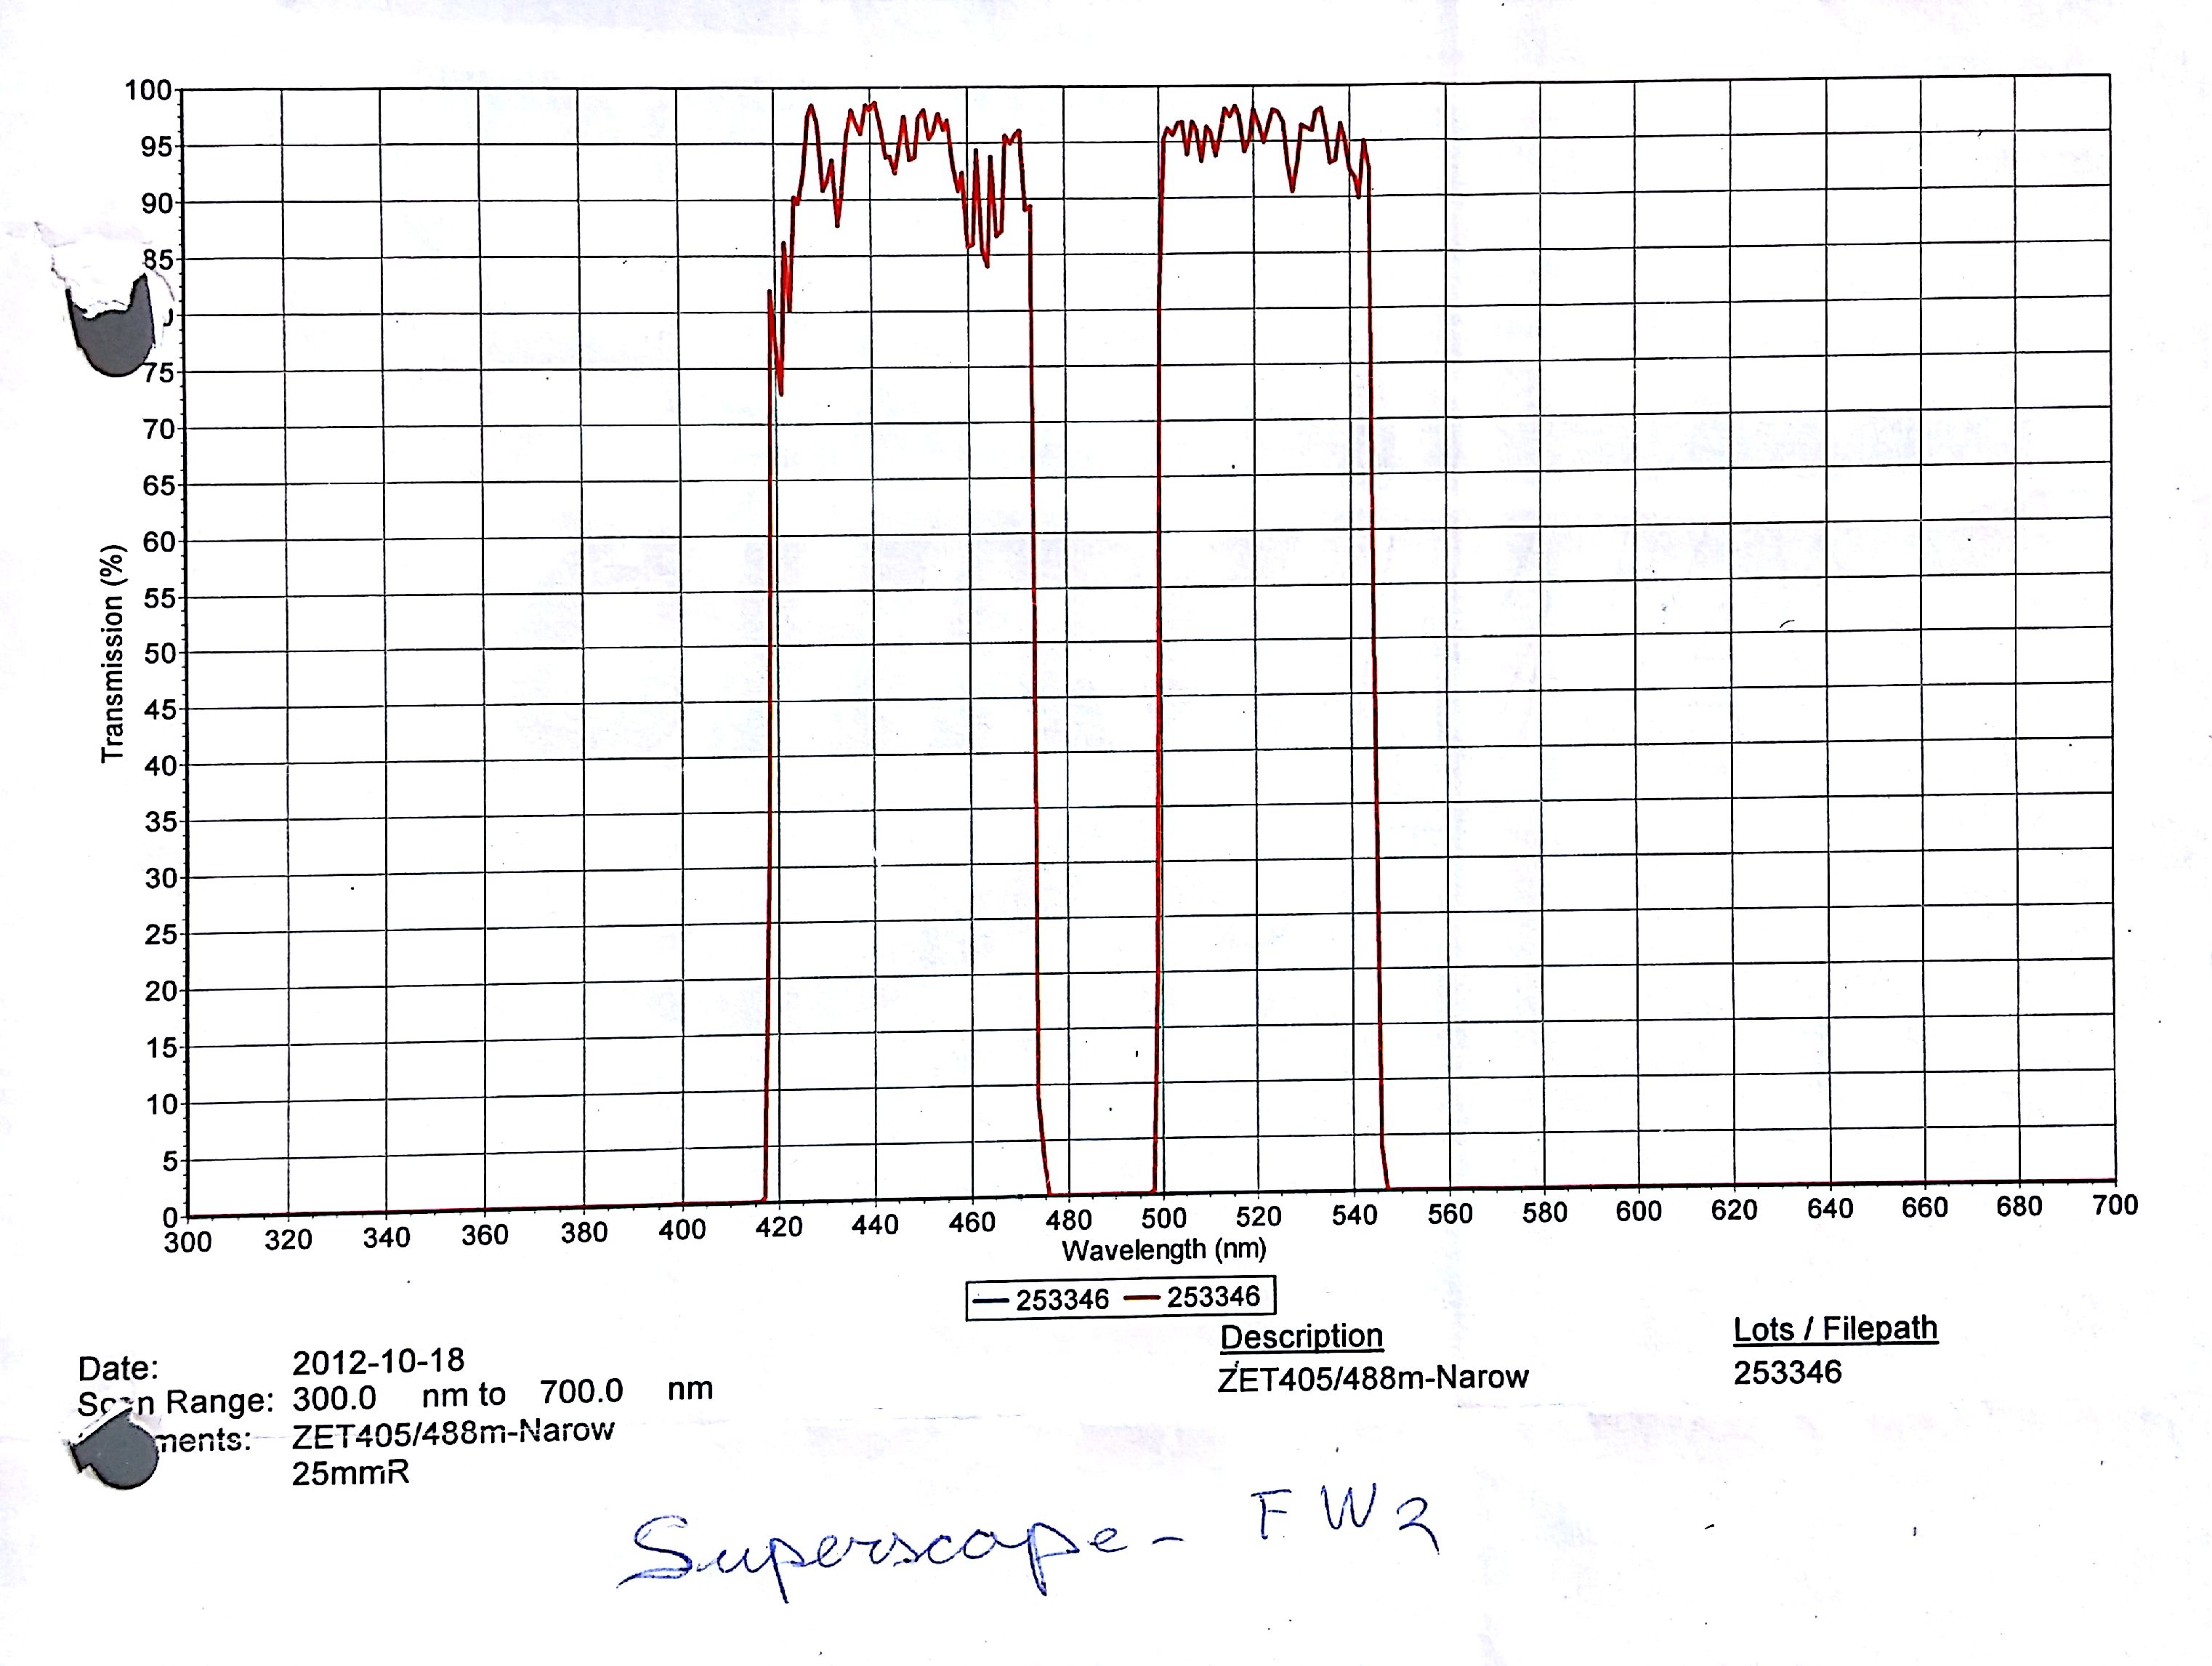 100
95
90
85
75
70
65
60
55
50
45
40
35
30
25
20
15
10
5
0
Transmission (%)
300 320 340 360 380 400 420 440 460 480 500 520 540 560 580 600 620 640 660 680 700
Wavelength (nm)
253346 253346
Description Lots / Filepath
ZET405/488m-Narow 253346
Date: 2012-10-18
Scan Range: 300.0 nm to 700.0 nm
ments: ZET405/488m-Narow
25mmR
Superscope - FW2